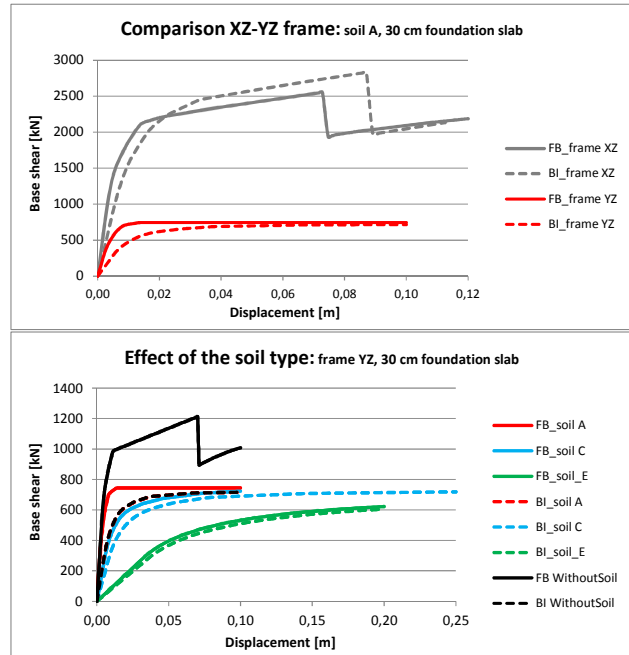 Comparison XZ-YZ frame: soil A, 30 cm foundation slab
3000
2500
2000
1500
1000
500
0
Base shear [kN]
0,00 0,02 0,04 0,06 0,08 0,10 0,12
Displacement [m]
FB_frame XZ
BI_frame XZ
FB_frame YZ
BI_frame YZ
Effect of the soil type: frame YZ, 30 cm foundation slab
1400
1200
1000
800
600
400
200
0
Base shear [kN]
0,00 0,05 0,10 0,15 0,20 0,25
Displacement [m]
FB_soil A
FB_soil C
FB_soil_E
BI_soil A
BI_soil C
BI_soil_E
FB WithoutSoil
BI WithoutSoil